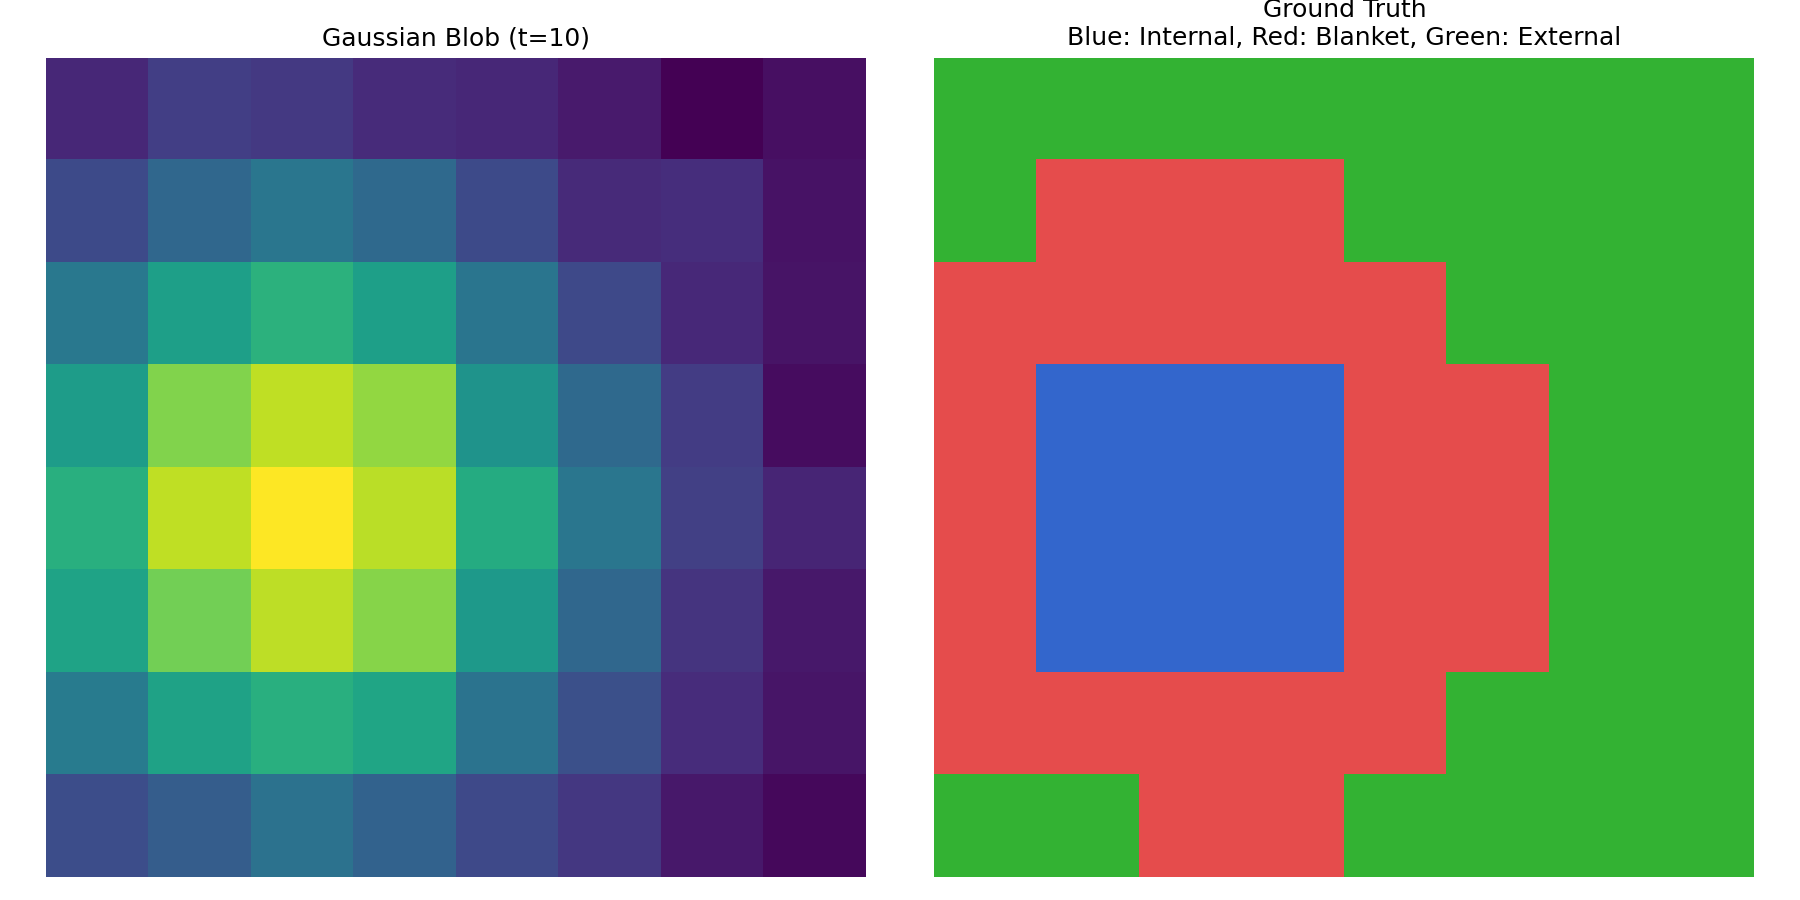 Gaussian Blob (t=10)
Ground Truth
Blue: Internal, Red: Blanket, Green: External